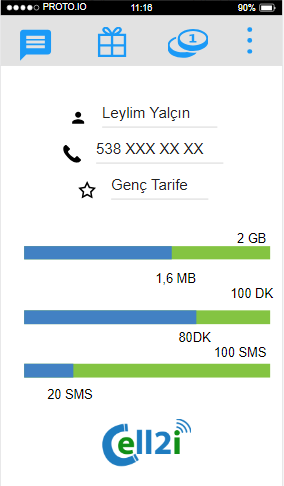 PROTO.IO 11:16 90%
1
Leylim Yalçın
538 XXX XX XX
Genç Tarife
2 GB
1,6 MB
100 DK
80DK
100 SMS
20 SMS
Cell2i